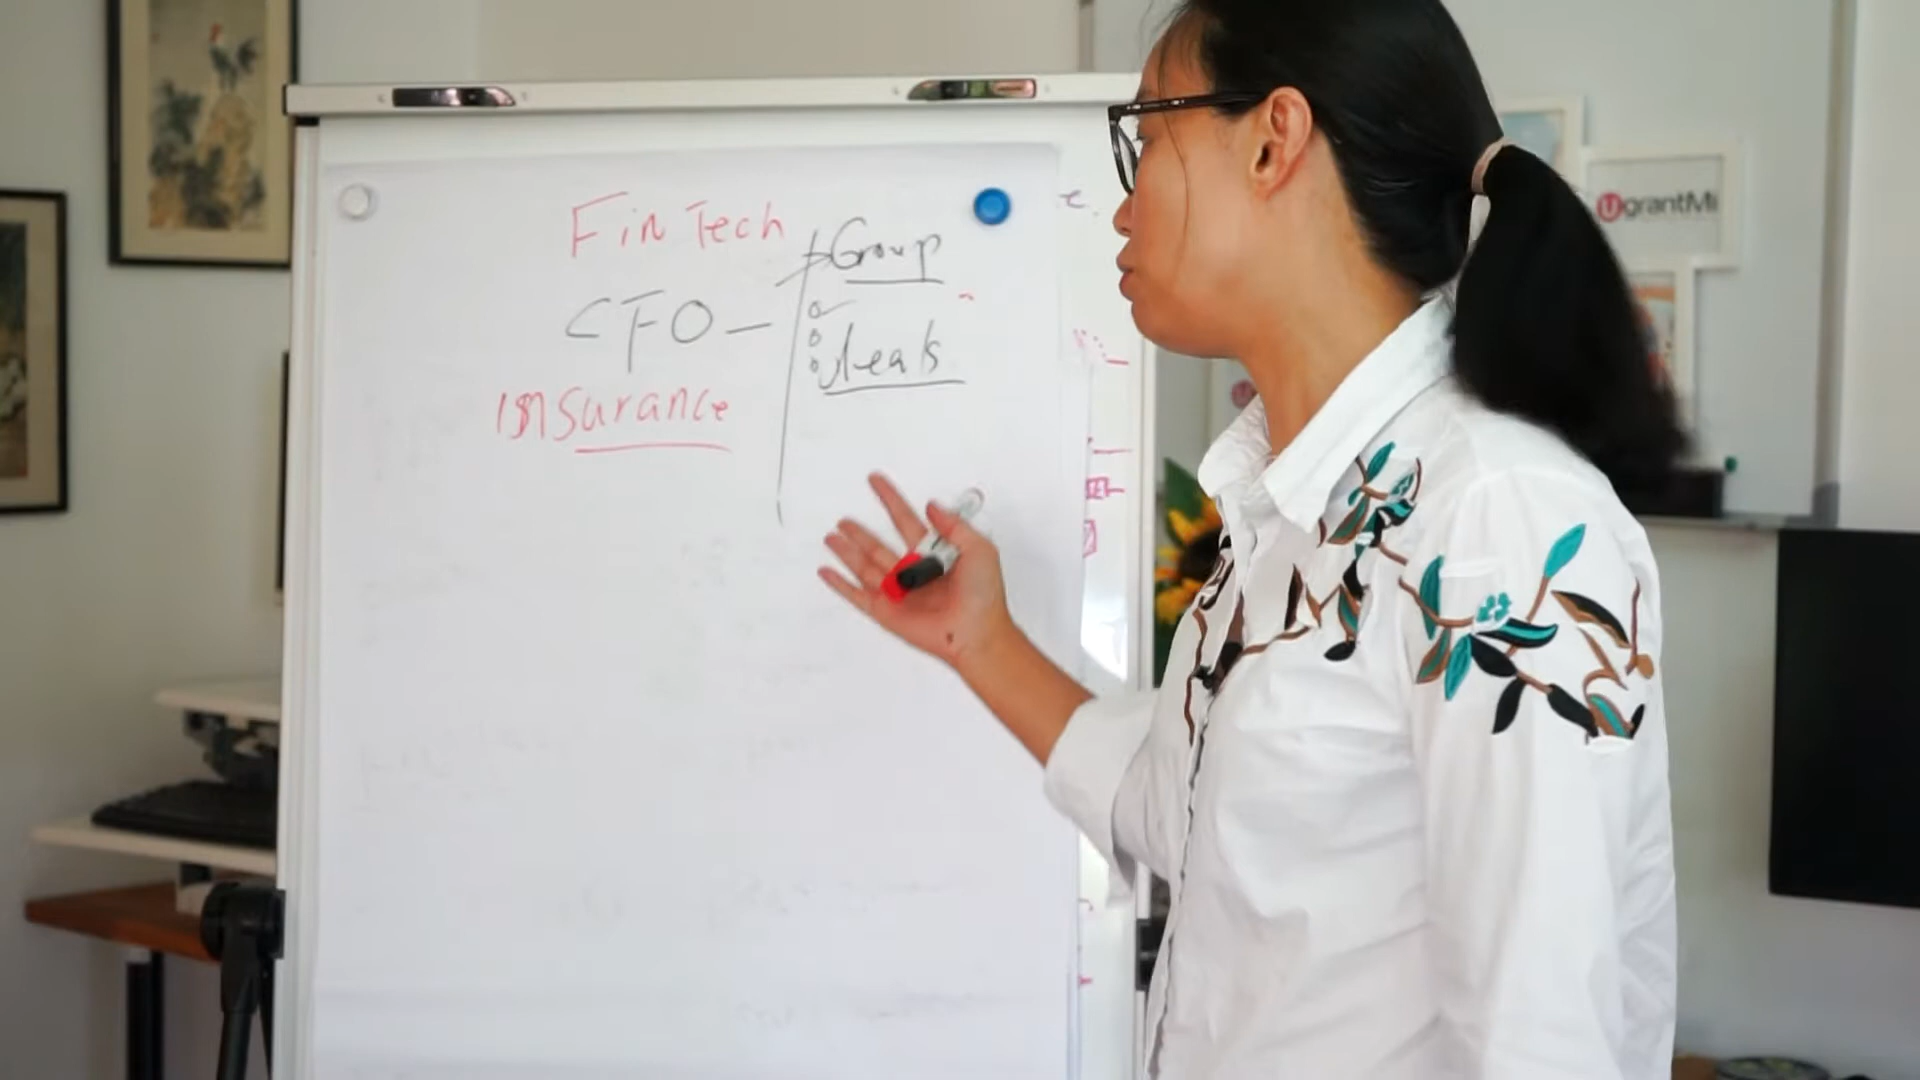 FinTech
CFO —
Group
deals
insurance
UgrantMi